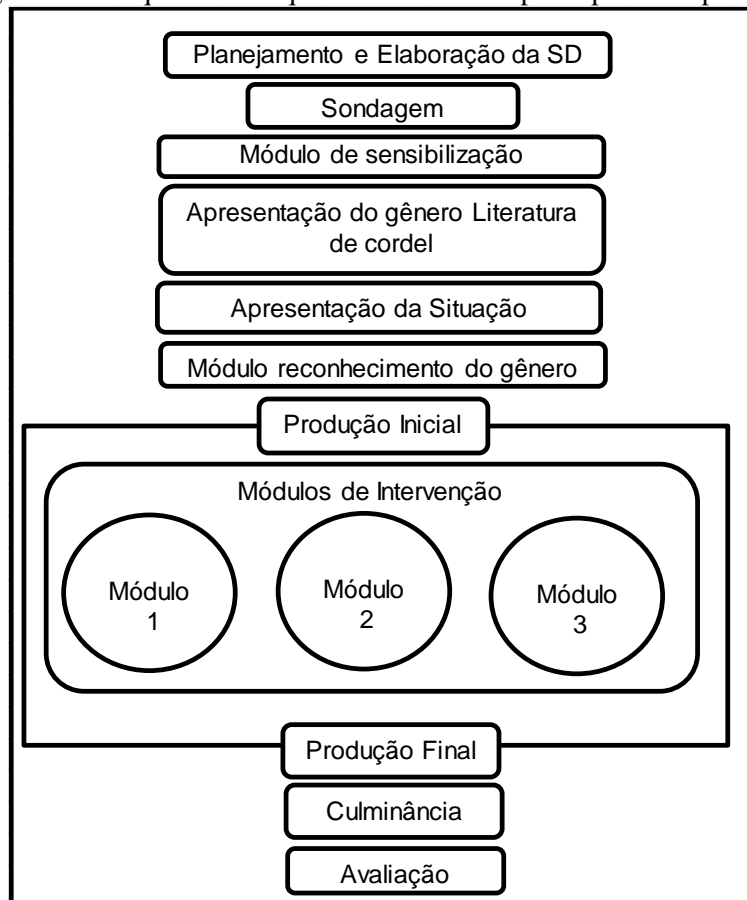 Planejamento e Elaboração da SD
Sondagem
Módulo de sensibilização
Apresentação do gênero Literatura
de cordel
Apresentação da Situação
Módulo reconhecimento do gênero
Produção Inicial
Módulos de Intervenção
Módulo
1
Módulo
2
Módulo
3
Produção Final
Culminância
Avaliação